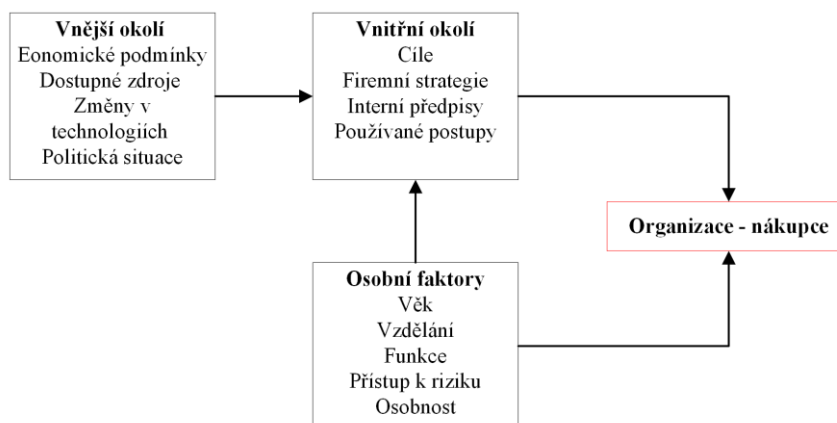 Vnější okolí
Eonomické podmínky
Dostupné zdroje
Změny v
technologiích
Politická situace
Vnitřní okolí
Cíle
Firemní strategie
Interní předpisy
Používané postupy
Organizace - nákupce
Osobní faktory
Věk
Vzdělání
Funkce
Přístup k riziku
Osobnost